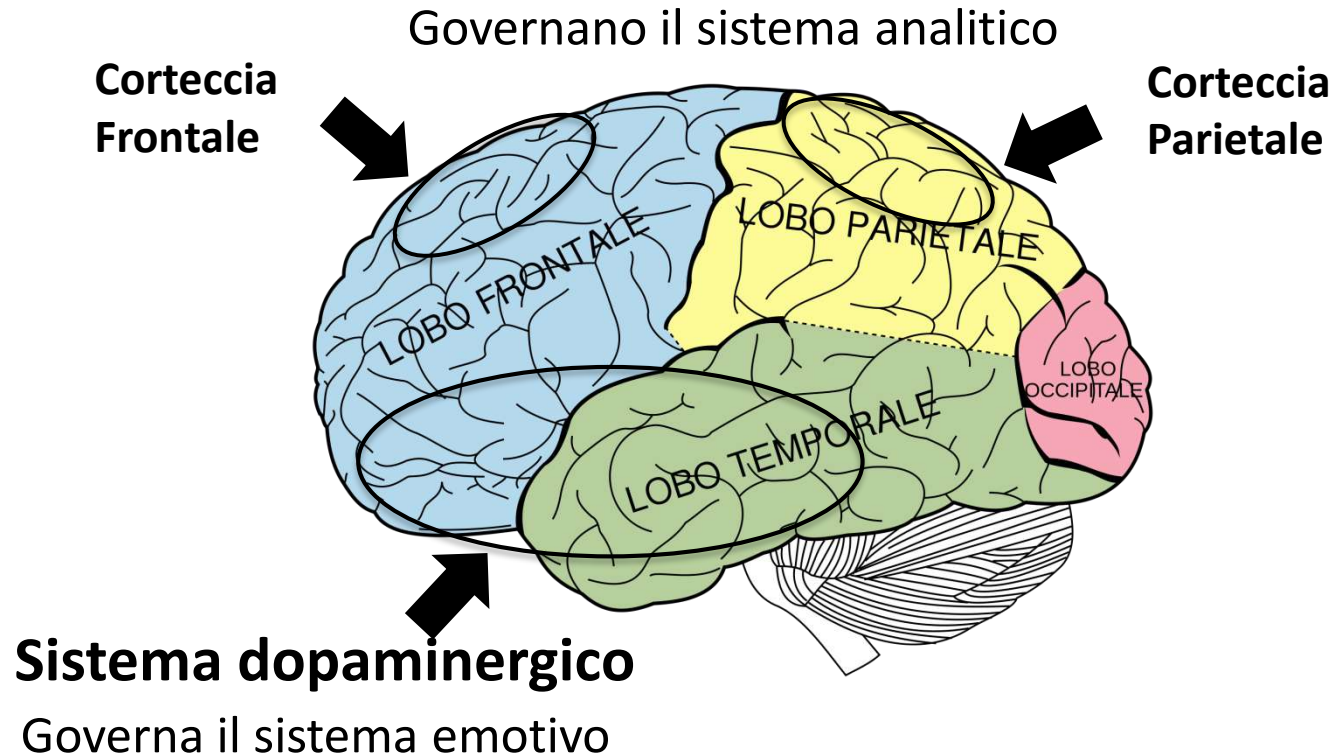 Governano il sistema analitico
Corteccia
Frontale
Corteccia
Parietale
LOBO FRONTALE
LOBO PARIETALE
LOBO
OCCIPITALE
LOBO TEMPORALE
Sistema dopaminergico
Governa il sistema emotivo